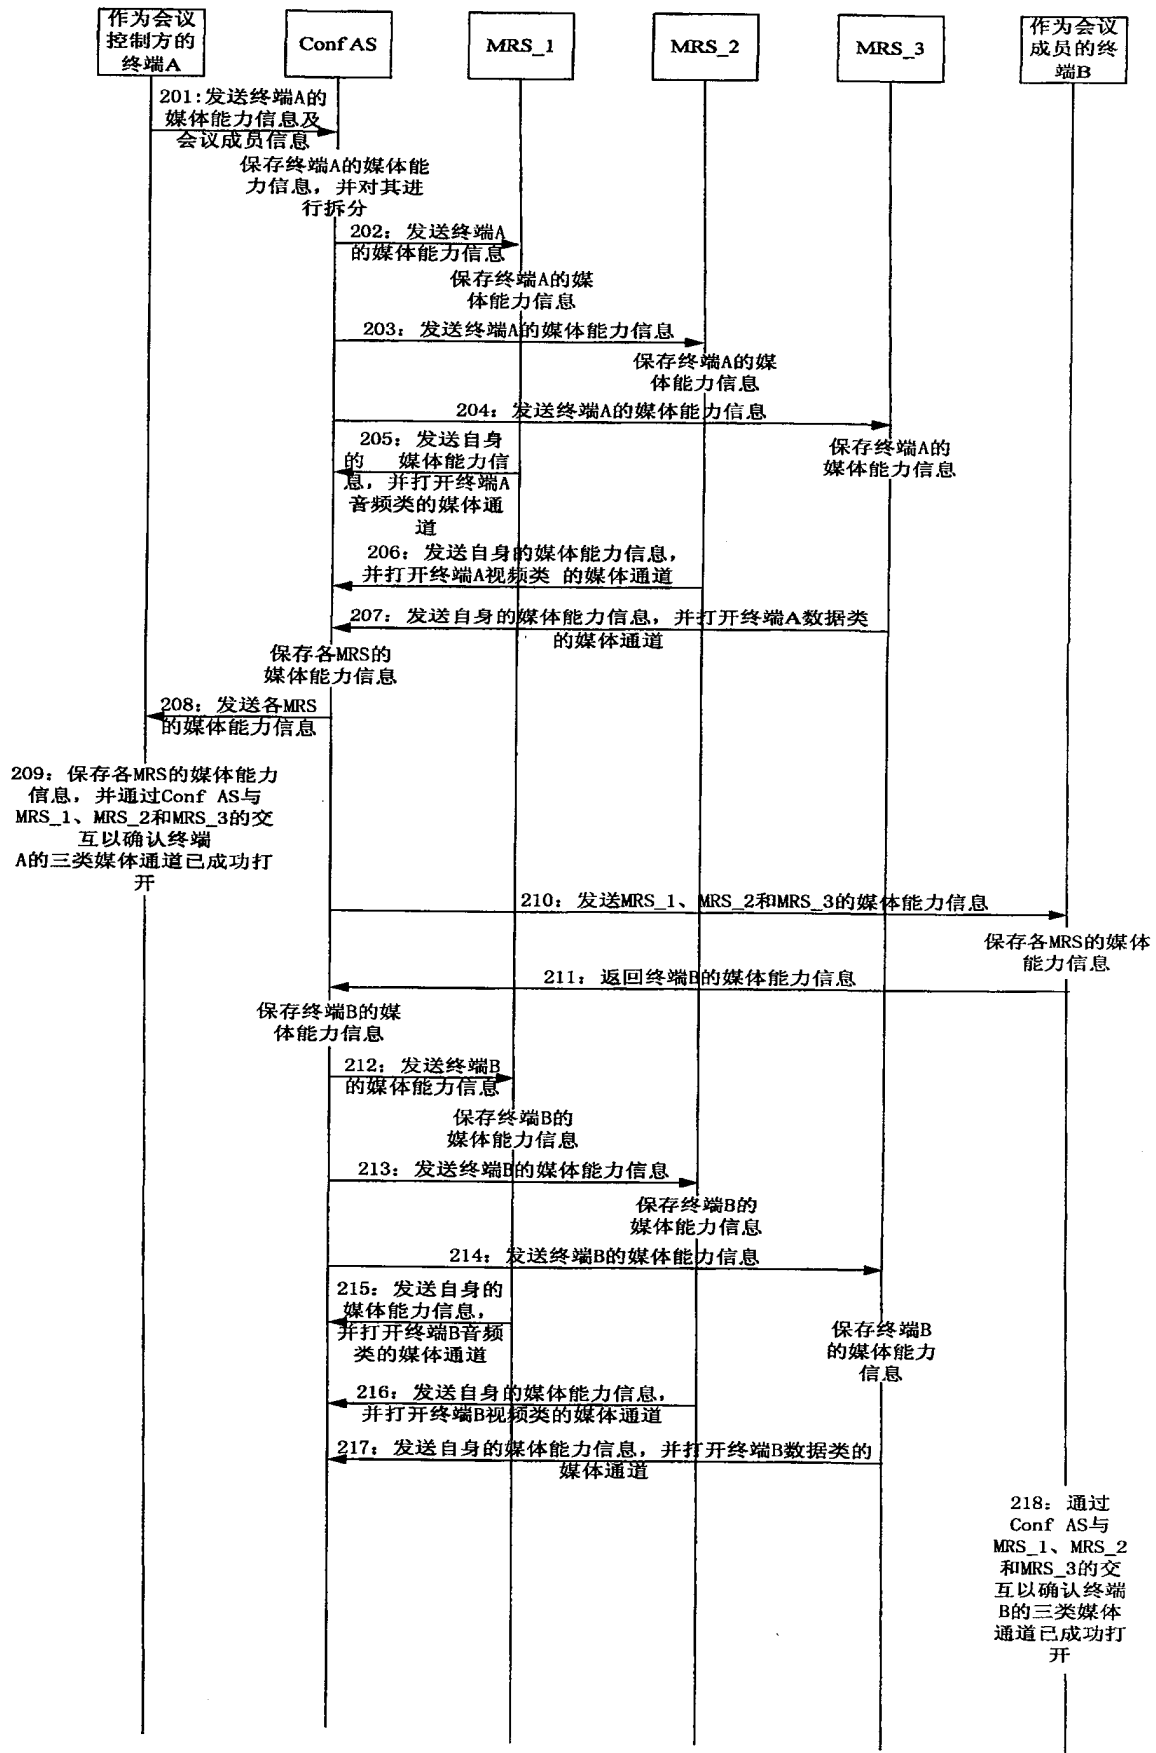 作为会议
控制方的
终端A
Conf AS
MRS_1
MRS_2
MRS_3
作为会议
成员的终
端B
201:发送终端A的
媒体能力信息及
会议成员信息
保存终端A的媒体能
力信息，并对其进
行拆分
202：发送终端A
的媒体能力信息
保存终端A的媒
体能力信息
203：发送终端A的媒体能力信息
保存终端A的媒
体能力信息
204：发送终端A的媒体能力信息
保存终端A的
媒体能力信息
205：发送自身
的 媒体能力信
息，并打开终端A
音频类的媒体通
道
206：发送自身的媒体能力信息，
并打开终端A视频类 的媒体通道
207：发送自身的媒体能力信息，并打开终端A数据类
的媒体通道
保存各MRS的
媒体能力信息
208：发送各MRS
的媒体能力信息
209：保存各MRS的媒体能力
信息，并通过Conf AS与
MRS_1、MRS_2和MRS_3的交
互以确认终端
A的三类媒体通道已成功打
开
210：发送MRS_1、MRS_2和MRS_3的媒体能力信息
保存各MRS的媒体
能力信息
211：返回终端B的媒体能力信息
保存终端B的媒
体能力信息
212：发送终端B
的媒体能力信息
保存终端B的
媒体能力信息
213：发送终端B的媒体能力信息
保存终端B的
媒体能力信息
214：发送终端B的媒体能力信息
215：发送自身的
媒体能力信息，
并打开终端B音频
类的媒体通道
保存终端B
的媒体能力
信息
216：发送自身的媒体能力信息，
并打开终端B视频类的媒体通道
217：发送自身的媒体能力信息，并打开终端B数据类的
媒体通道
218：通过
Conf AS与
MRS_1、MRS_2
和MRS_3的交
互以确认终端
B的三类媒体
通道已成功打
开